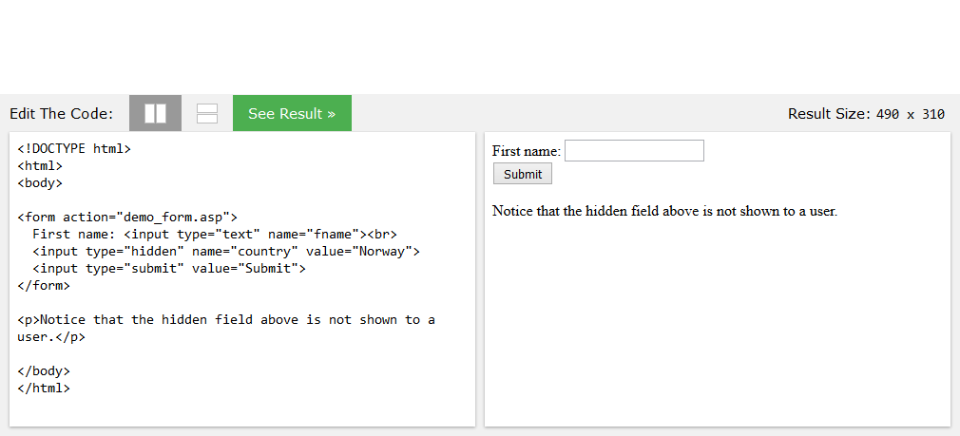 Edit The Code: See Result » Result Size: 490 x 310
<!DOCTYPE html>
<html>
<body>
<form action="demo_form.asp">
First name: <input type="text" name="fname"><br>
<input type="hidden" name="country" value="Norway">
<input type="submit" value="Submit">
</form>
<p>Notice that the hidden field above is not shown to a
user.</p>
</body>
</html>
First name:
Submit
Notice that the hidden field above is not shown to a user.